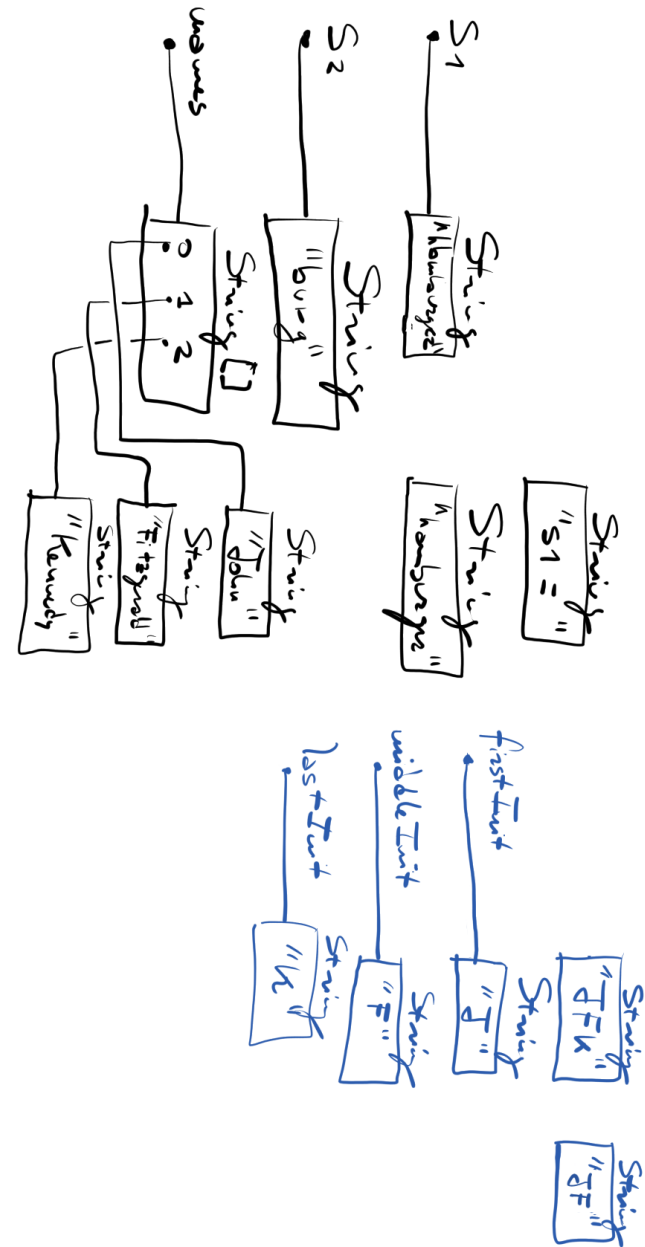 String
"s1 = "
String
"JFK"
String
"JF"
S1
String
"hamburger"
String
"hamburger"
firstInit
String
"J"
S2
String
"burg"
middleInit
String
"F"
lastInit
String
"K"
names
String []
0 1 2
String
"John"
String
"Fitzgerald"
String
"Kennedy"